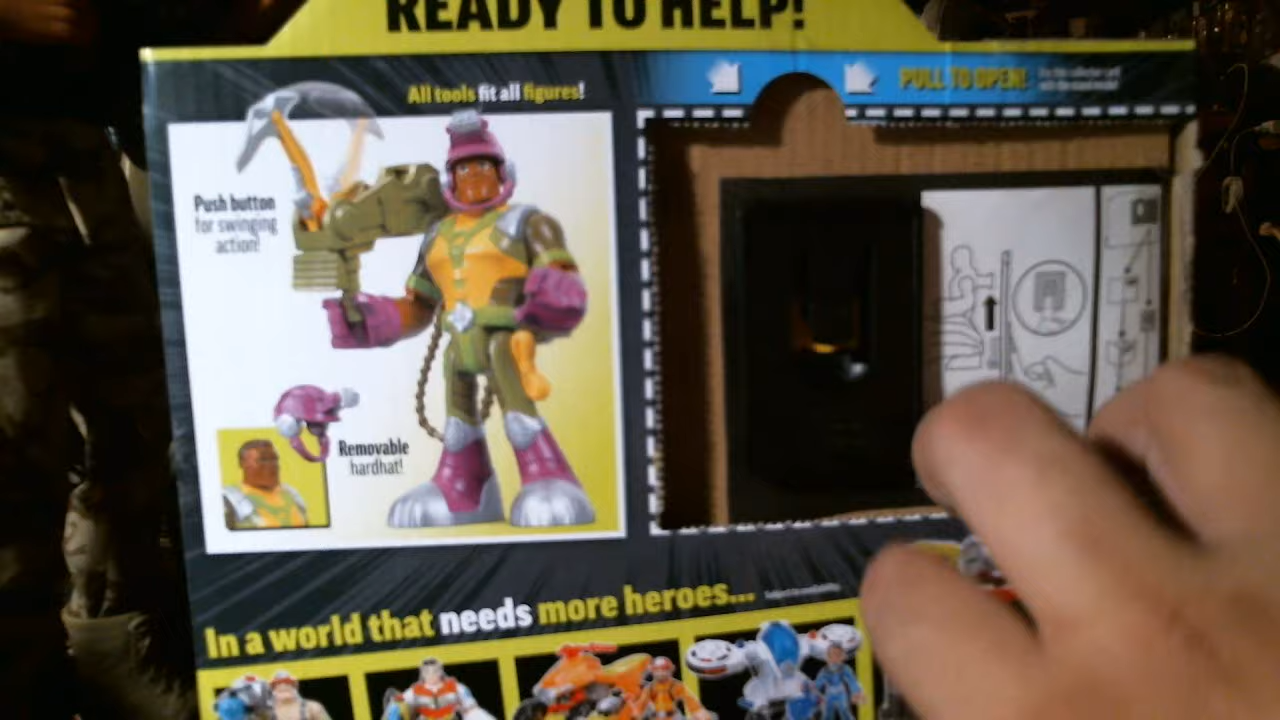 READY TO HELP!
All tools fit all figures!
PULL TO OPEN!
Push button
for swinging
action!
Removable
hardhat!
In a world that needs more heroes...